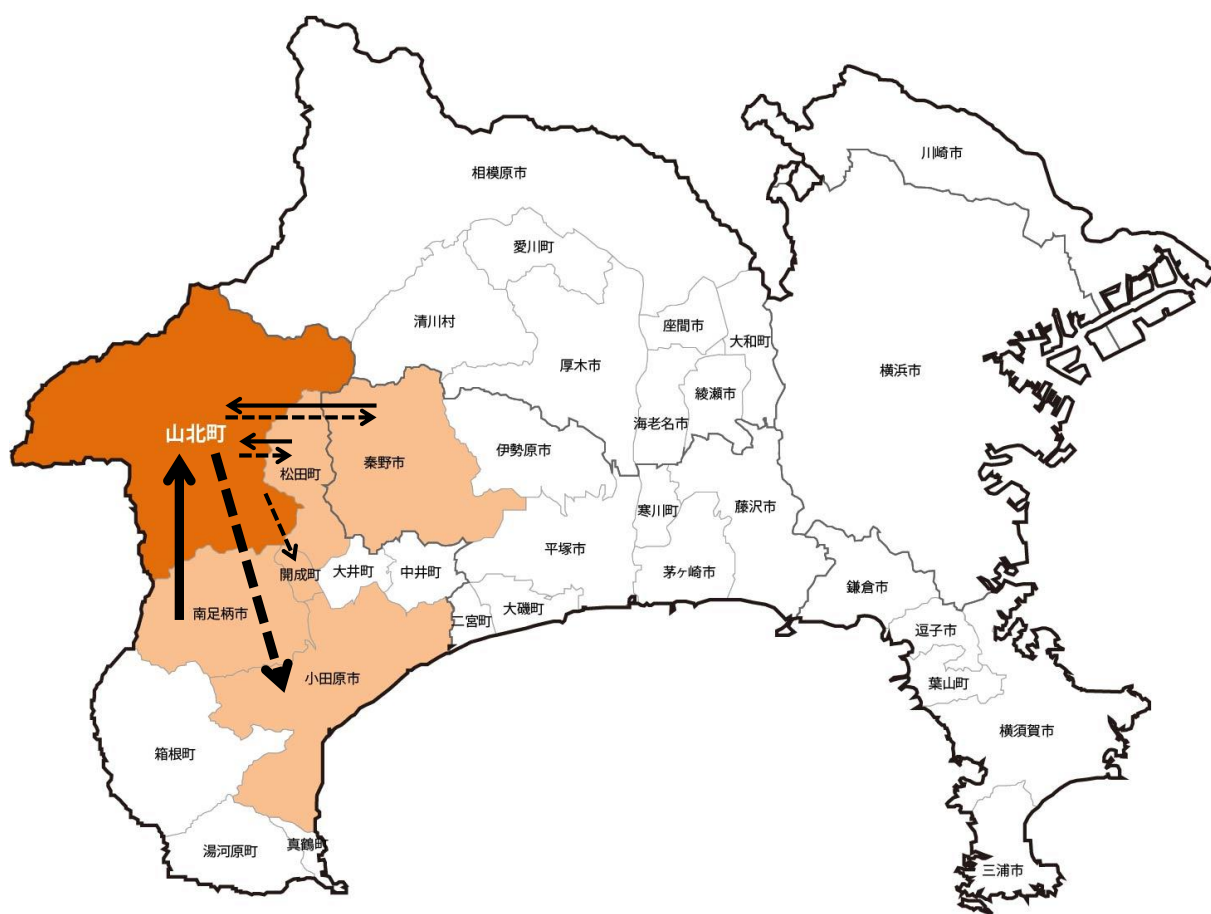 川崎市
相模原市
愛川町
清川村
座間市
大和町
厚木市
横浜市
綾瀬市
海老名市
山北町
伊勢原市
秦野市
松田町
藤沢市
寒川町
平塚市
開成町
大井町
中井町
茅ヶ崎市
鎌倉市
南足柄市
大磯町
二宮町
逗子市
小田原市
葉山町
横須賀市
箱根町
真鶴町
湯河原町
三浦市